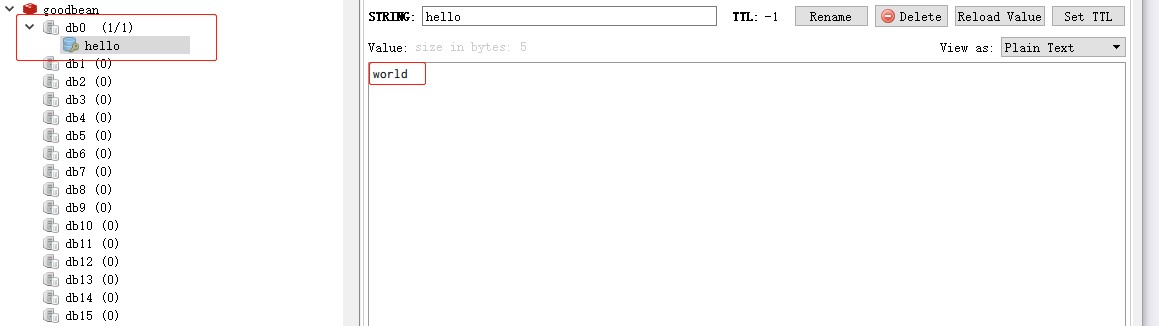 goodbean
db0 (1/1)
hello
db1 (0)
db2 (0)
db3 (0)
db4 (0)
db5 (0)
db6 (0)
db7 (0)
db8 (0)
db9 (0)
db10 (0)
db11 (0)
db12 (0)
db13 (0)
db14 (0)
db15 (0)
STRING: hello TTL: -1 Rename Delete Reload Value Set TTL
Value: size in bytes: 5 View as: Plain Text
world